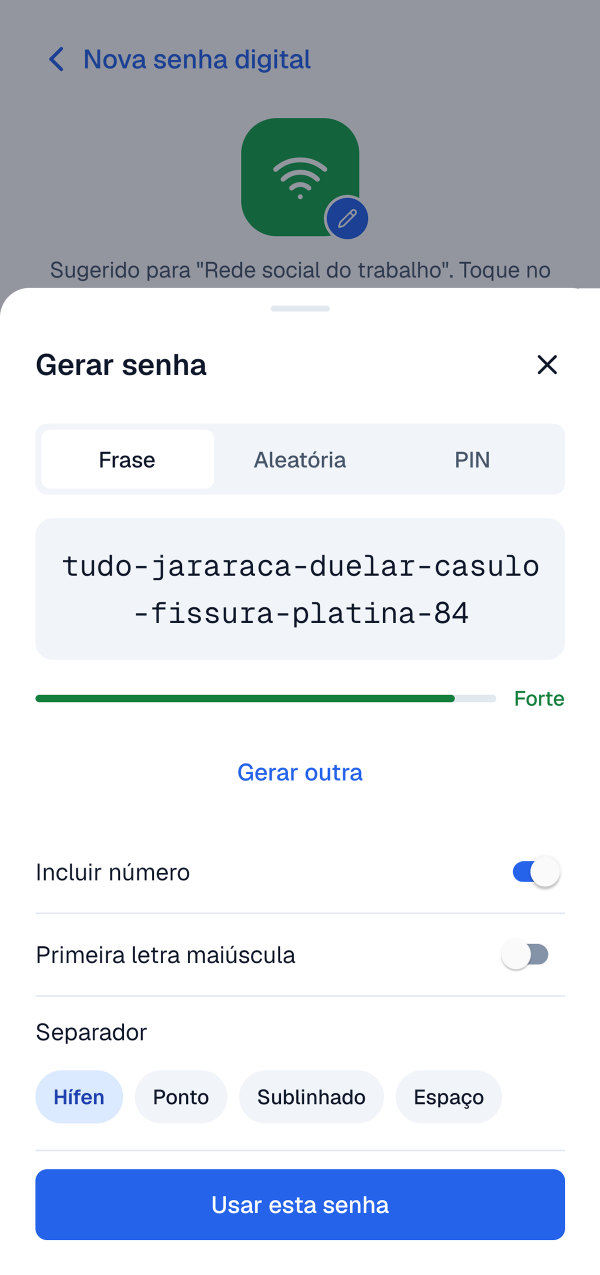 Nova senha digital
Sugerido para "Rede social do trabalho". Toque no
Gerar senha
Frase Aleatória PIN
tudo-jararaca-duelar-casulo
-fissura-platina-84
Forte
Gerar outra
Incluir número
Primeira letra maiúscula
Separador
Hífen Ponto Sublinhado Espaço
Usar esta senha